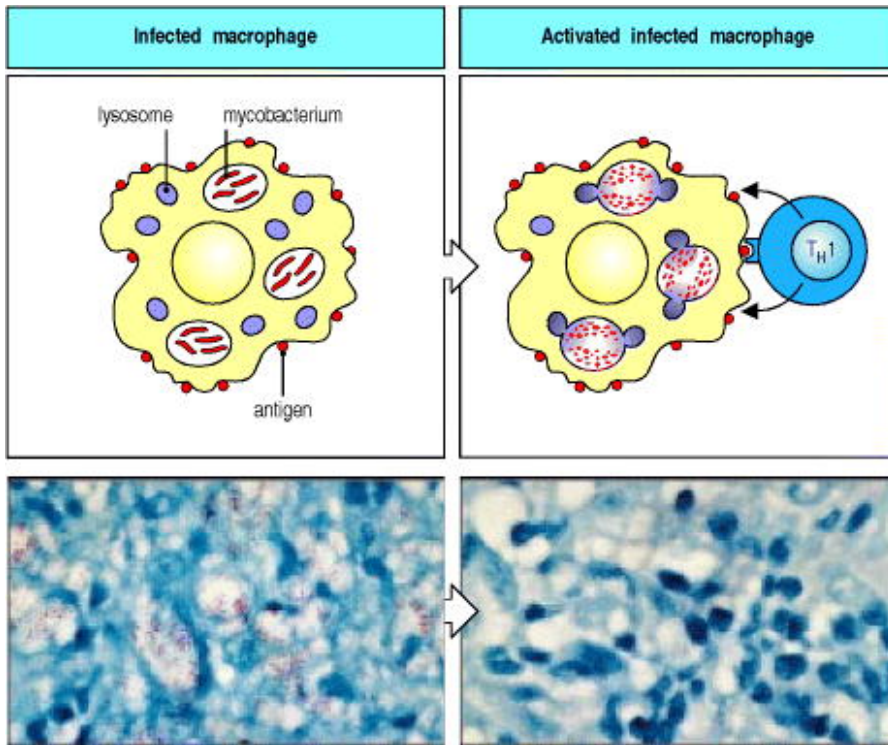 Infected macrophage
Activated infected macrophage
lysosome
mycobacterium
antigen
TH1